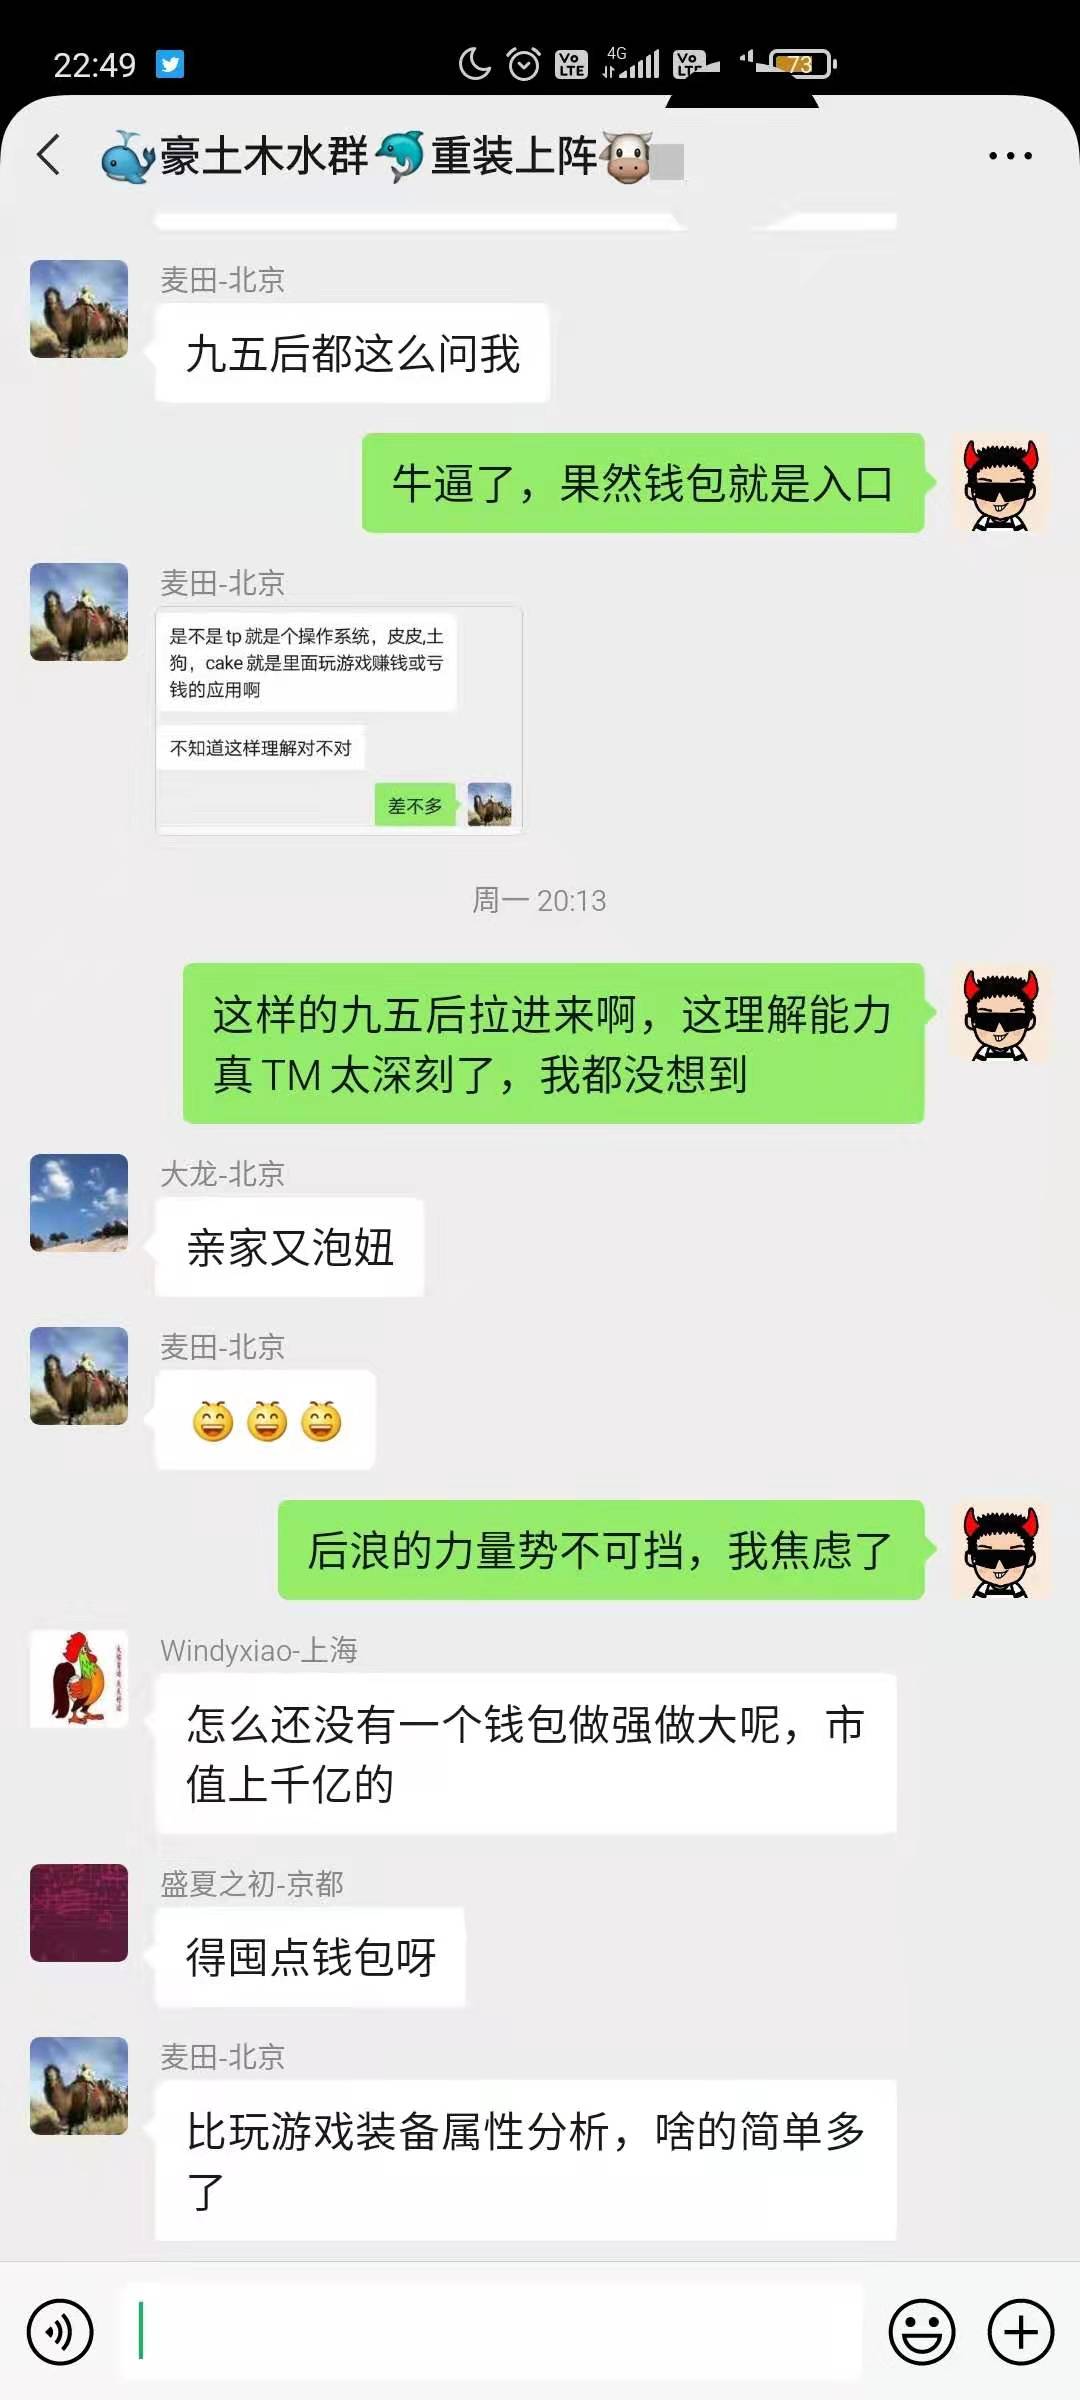 22:49
Vo
LTE
4G
Vo
73
豪土木水群🐬重装上阵
麦田-北京
九五后都这么问我
牛逼了，果然钱包就是入口
麦田-北京
是不是tp就是个操作系统，皮皮,土
狗，cake就是里面玩游戏赚钱或亏
钱的应用啊
不知道这样理解对不对
差不多
周一 20:13
这样的九五后拉进来啊，这理解能力
真TM太深刻了，我都没想到
大龙-北京
亲家又泡妞
麦田-北京
后浪的力量势不可挡，我焦虑了
Windyxiao-上海
怎么还没有一个钱包做强做大呢，市
值上千亿的
盛夏之初-京都
得囤点钱包呀
麦田-北京
比玩游戏装备属性分析，啥的简单多
了